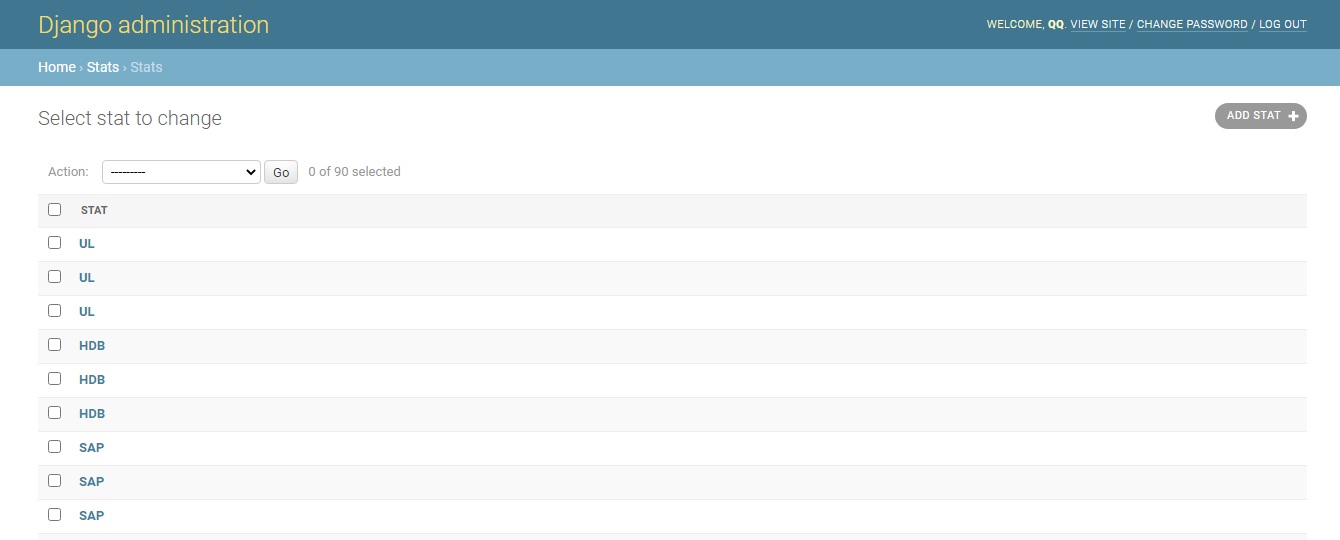 Django administration
WELCOME, QQ. VIEW SITE / CHANGE PASSWORD / LOG OUT
Home › Stats › Stats
Select stat to change
ADD STAT +
Action: --------- Go 0 of 90 selected
STAT
UL
UL
UL
HDB
HDB
HDB
SAP
SAP
SAP